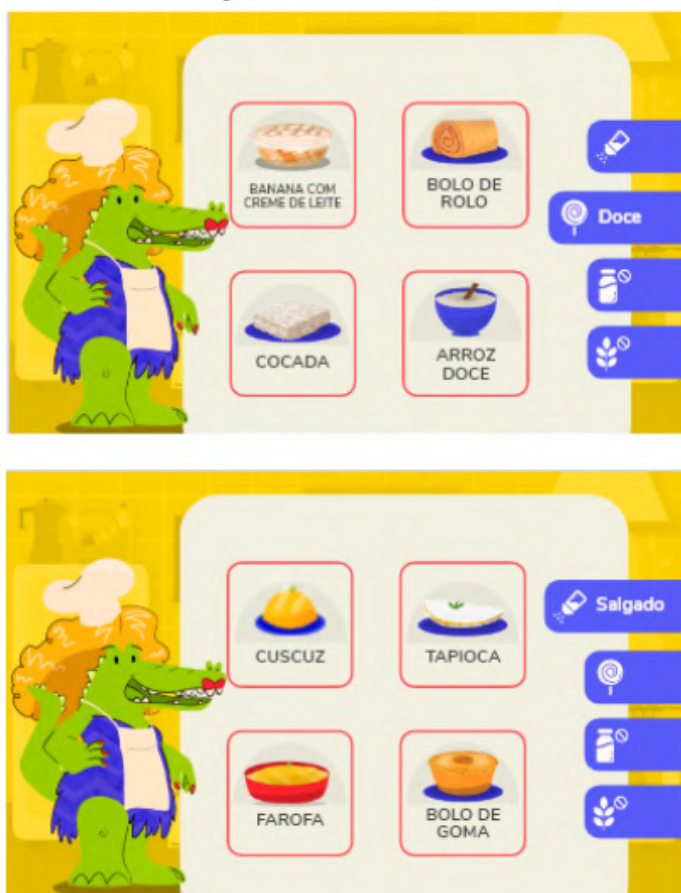 BANANA COM
CREME DE LEITE
BOLO DE
ROLO
Doce
COCADA
ARROZ
DOCE
Salgado
CUSCUZ
TAPIOCA
FAROFA
BOLO DE
GOMA